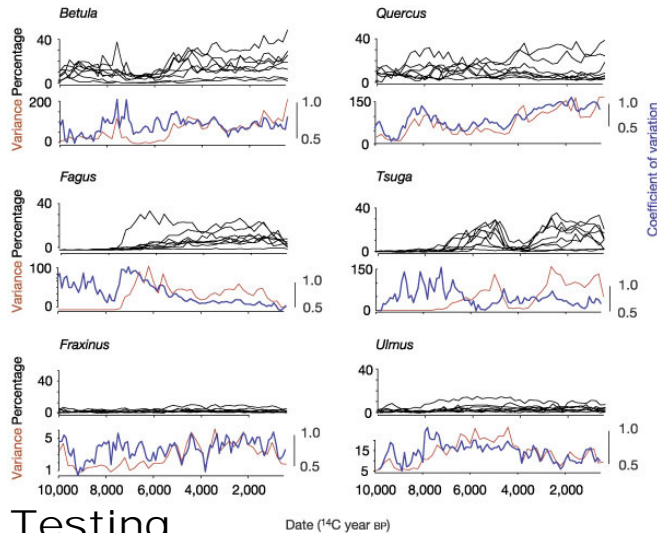 Betula
Quercus
Percentage
40
0
40
0
Variance
200
0
1.0
0.5
150
0
1.0
0.5
Coefficient of variation
Fagus
Tsuga
Percentage
40
0
40
0
Variance
100
0
1.0
0.5
150
0
1.0
0.5
Fraxinus
Ulmus
Percentage
40
0
40
0
Variance
5
1
1.0
0.5
15
5
1.0
0.5
10,000 8,000 6,000 4,000 2,000
10,000 8,000 6,000 4,000 2,000
Testing
Date (¹⁴C year BP)